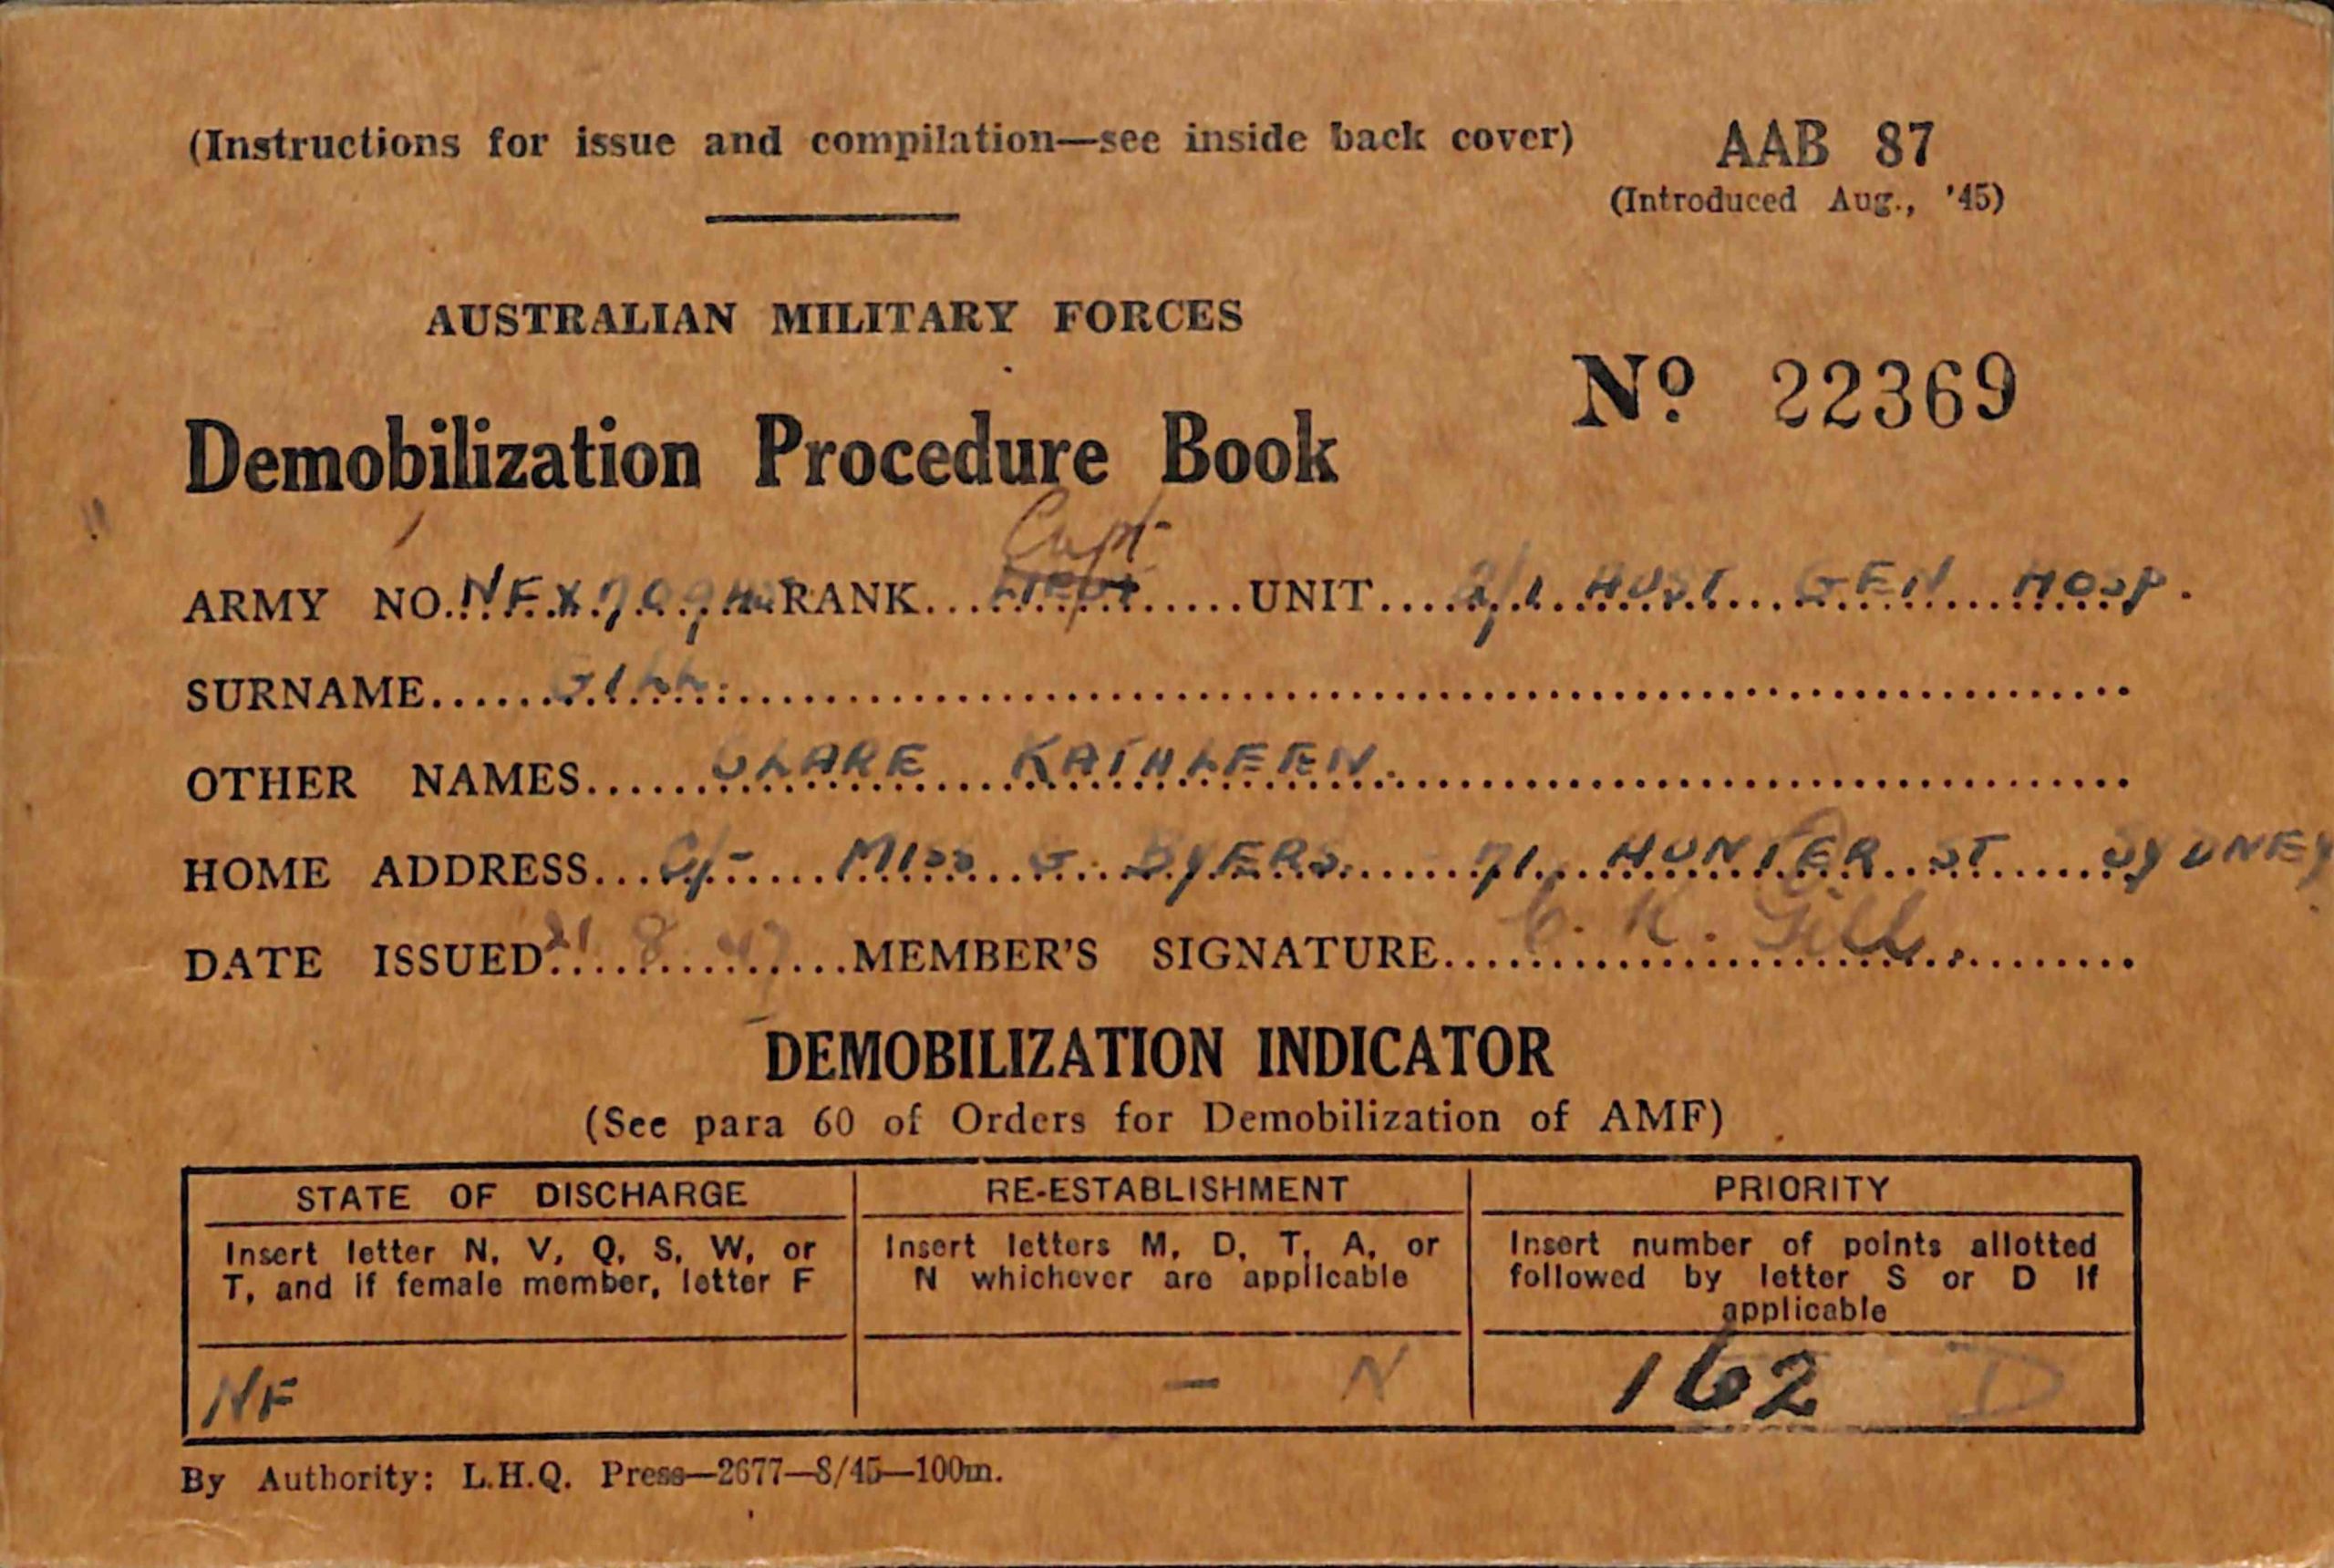 (Instructions for issue and compilation—see inside back cover)
AAB 87
(Introduced Aug., '45)
AUSTRALIAN MILITARY FORCES
No 22369
Demobilization Procedure Book
Capt
ARMY NO. RANK Lieut UNIT 2/1 AUST GEN HOSP.
SURNAME GILL
OTHER NAMES CLARE KATHLEEN.
HOME ADDRESS C/- MISS G. BYERS. 71 HUNTER ST SYDNEY
DATE ISSUED 21 8 47 MEMBER'S SIGNATURE C. K. Gill.
DEMOBILIZATION INDICATOR
(See para 60 of Orders for Demobilization of AMF)
STATE OF DISCHARGE
Insert letter N, V, Q, S, W, or
T, and if female member, letter F
NF
RE-ESTABLISHMENT
Insert letters M, D, T, A, or
N whichever are applicable
— N
PRIORITY
Insert number of points allotted
followed by letter S or D if
applicable
162 D
By Authority: L.H.Q. Press—2677—8/45—100m.